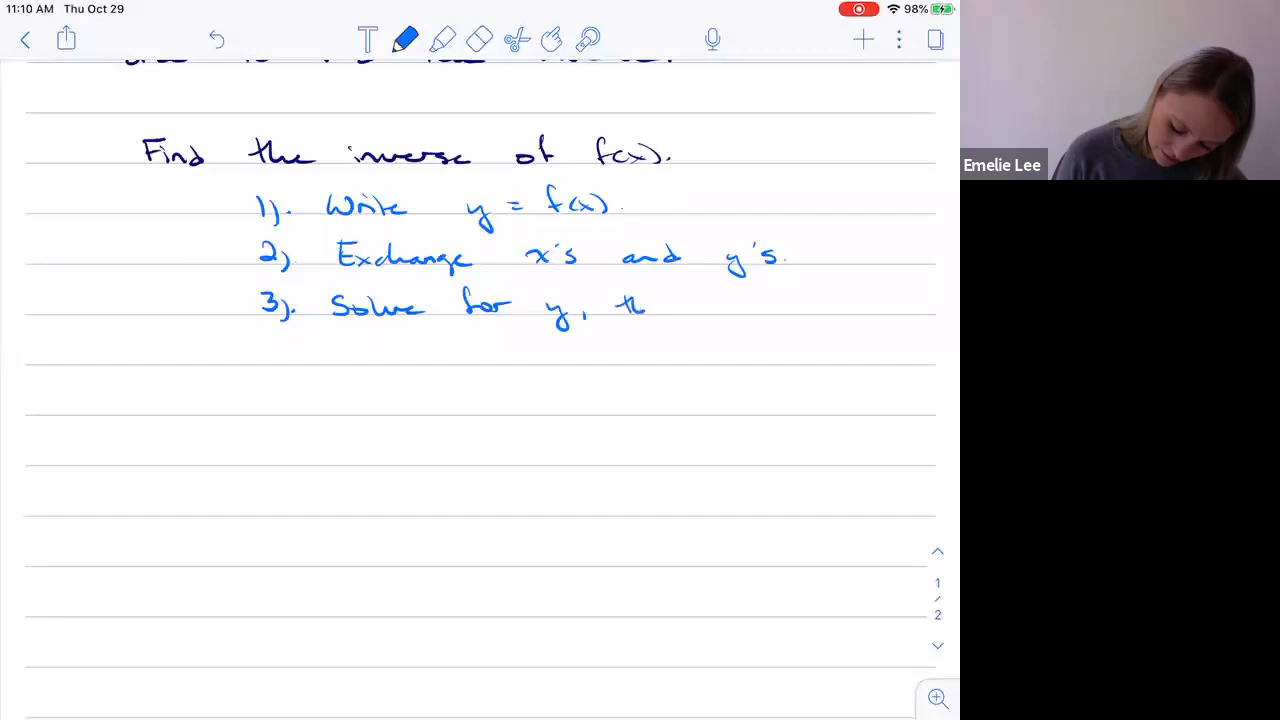 11:10 AM Thu Oct 29
98%
Find the inverse of f(x).
1). Write y = f(x).
2). Exchange x's and y's.
3). Solve for y, th
Emelie Lee
1
/
2